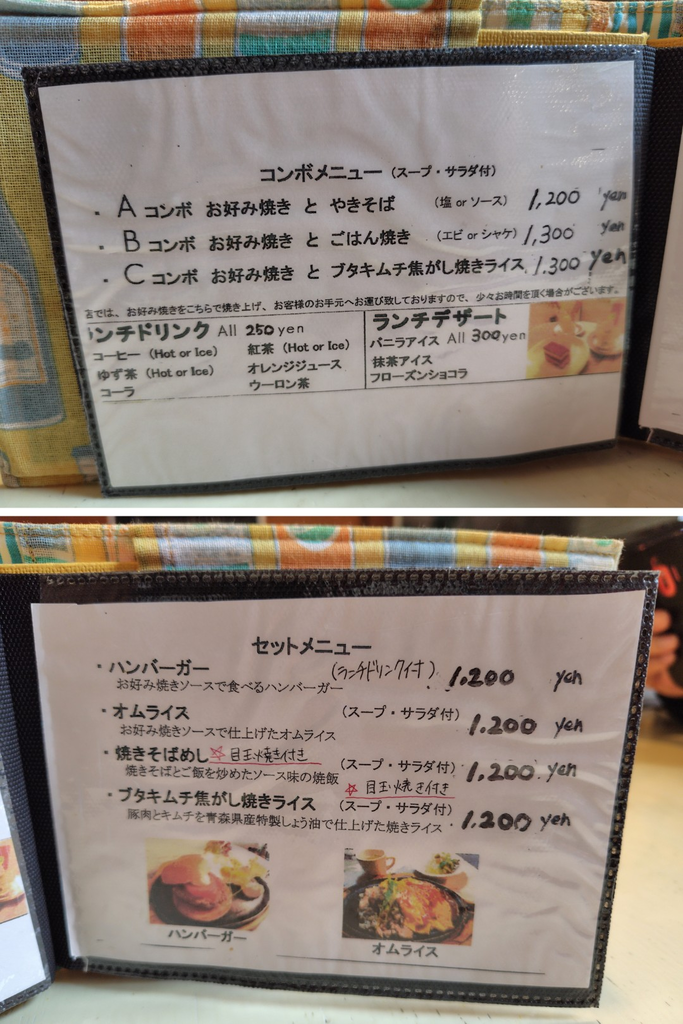 コンボメニュー (スープ・サラダ付)
・ A コンボ お好み焼き と やきそば (塩 or ソース) 1,200 yen
・ B コンボ お好み焼き と ごはん焼き (エビ or シャケ) 1,300 yen
・ C コンボ お好み焼き と ブタキムチ焦がし焼きライス 1.300 yen
店では、お好み焼きをこちらで焼き上げ、お客様のお手元へお運び致しておりますので、少々お時間を頂く場合がございます。
ンチドリンク All 250yen
コーヒー (Hot or Ice) 紅茶 (Hot or Ice)
ゆず茶 (Hot or Ice) オレンジジュース
コーラ ウーロン茶
ランチデザート
バニラアイス All 300yen
抹茶アイス
フローズンショコラ
セットメニュー
・ハンバーガー (ランチドリンク付) 1.200 yen
お好み焼きソースで食べるハンバーガー
・オムライス (スープ・サラダ付) 1.200 yen
お好み焼きソースで仕上げたオムライス
・焼きそばめし ☆目玉焼き付き (スープ・サラダ付) 1,200. yen
焼きそばとご飯を炒めたソース味の焼飯
☆目玉焼き付き
・ブタキムチ焦がし焼きライス (スープ・サラダ付)
豚肉とキムチを青森県産特製しょう油で仕上げた焼きライス・1.200 yen
ハンバーガー
オムライス